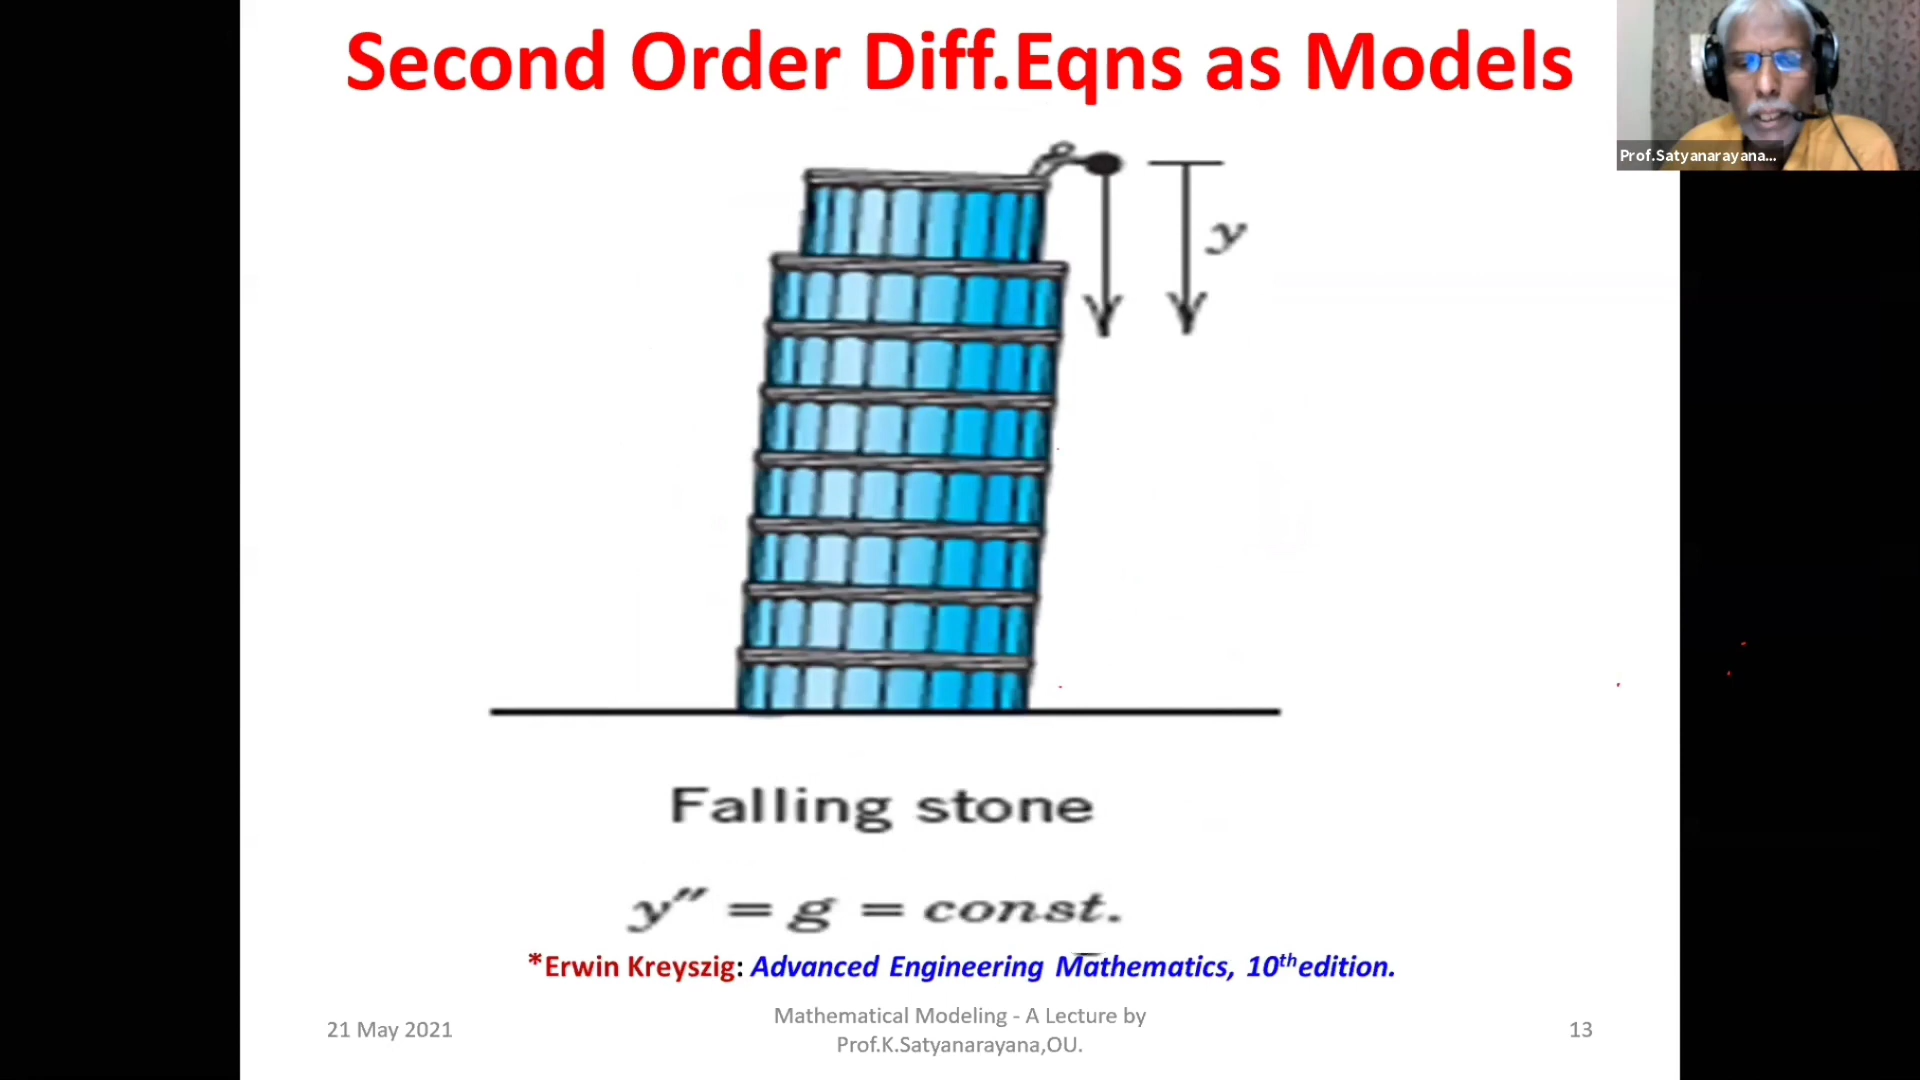 Second Order Diff.Eqns as Models
Prof.Satyanarayana...
y
Falling stone
y″ = g = const.
*Erwin Kreyszig: Advanced Engineering Mathematics, 10th edition.
21 May 2021
Mathematical Modeling - A Lecture by
Prof.K.Satyanarayana,OU.
13